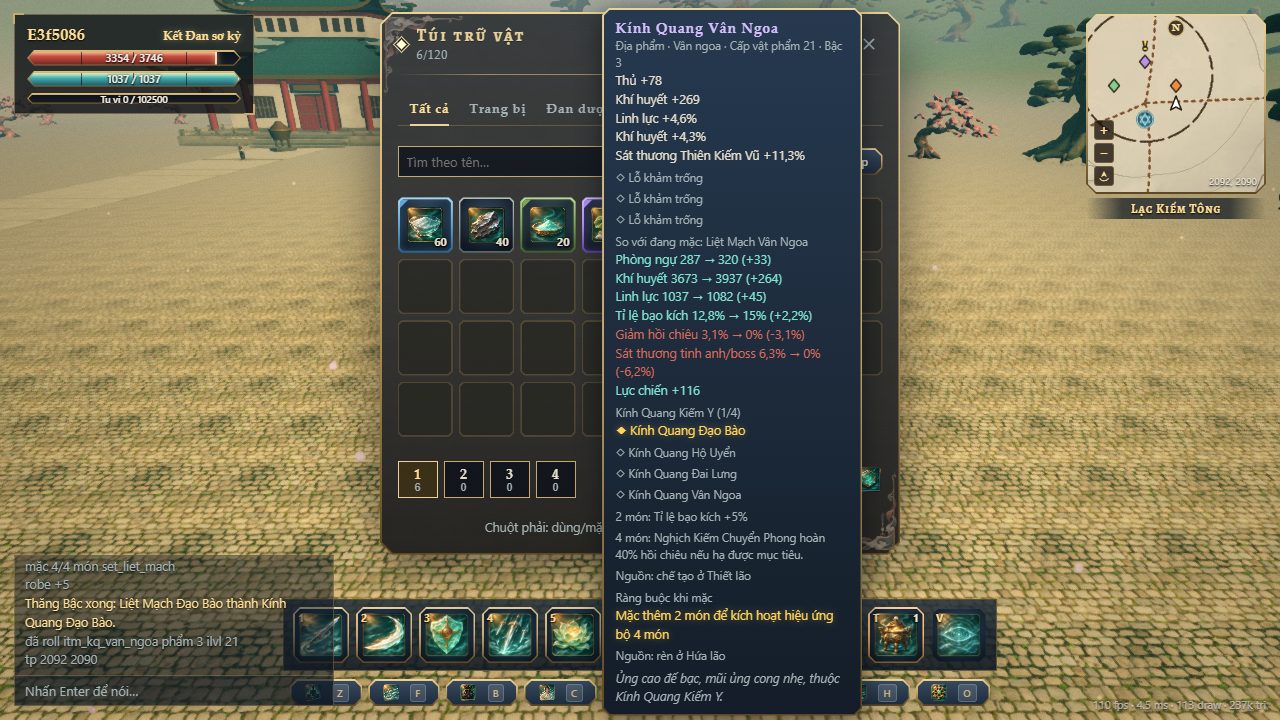 E3f5086
Kết Đan sơ kỳ
3354 / 3746
1037 / 1037
Tu vi 0 / 102500
Túi trữ vật
6/120
Tất cả
Trang bị
Đan dượ
Tìm theo tên...
60
40
20
1
6
2
0
3
0
4
0
Chuột phải: dùng/mặ
Kính Quang Vân Ngoa
Địa phẩm · Vân ngoa · Cấp vật phẩm 21 · Bậc
3
Thủ +78
Khí huyết +269
Linh lực +4,6%
Khí huyết +4,3%
Sát thương Thiên Kiếm Vũ +11,3%
◇ Lỗ khảm trống
◇ Lỗ khảm trống
◇ Lỗ khảm trống
So với đang mặc: Liệt Mạch Vân Ngoa
Phòng ngự 287 → 320 (+33)
Khí huyết 3673 → 3937 (+264)
Linh lực 1037 → 1082 (+45)
Tỉ lệ bạo kích 12,8% → 15% (+2,2%)
Giảm hồi chiêu 3,1% → 0% (-3,1%)
Sát thương tinh anh/boss 6,3% → 0%
(-6,2%)
Lực chiến +116
Kính Quang Kiếm Y (1/4)
◆ Kính Quang Đạo Bào
◇ Kính Quang Hộ Uyển
◇ Kính Quang Đai Lưng
◇ Kính Quang Vân Ngoa
2 món: Tỉ lệ bạo kích +5%
4 món: Nghịch Kiếm Chuyển Phong hoàn
40% hồi chiêu nếu hạ được mục tiêu.
Nguồn: chế tạo ở Thiết lão
Ràng buộc khi mặc
Mặc thêm 2 món để kích hoạt hiệu ứng
bộ 4 món
Nguồn: rèn ở Hứa lão
Ủng cao đế bạc, mũi ủng cong nhẹ, thuộc
Kính Quang Kiếm Y.
p
N
+
−
2092, 2090
Lạc Kiếm Tông
mặc 4/4 món set_liet_mach
robe +5
Thăng Bậc xong: Liệt Mạch Đạo Bào thành Kính
Quang Đạo Bào.
đã roll itm_kq_van_ngoa phẩm 3 ilvl 21
tp 2092 2090
Nhấn Enter để nói...
1
2
3
4
5
T
1
V
Z
F
B
C
H
O
110 fps · 4.5 ms · 113 draw · 237k tri